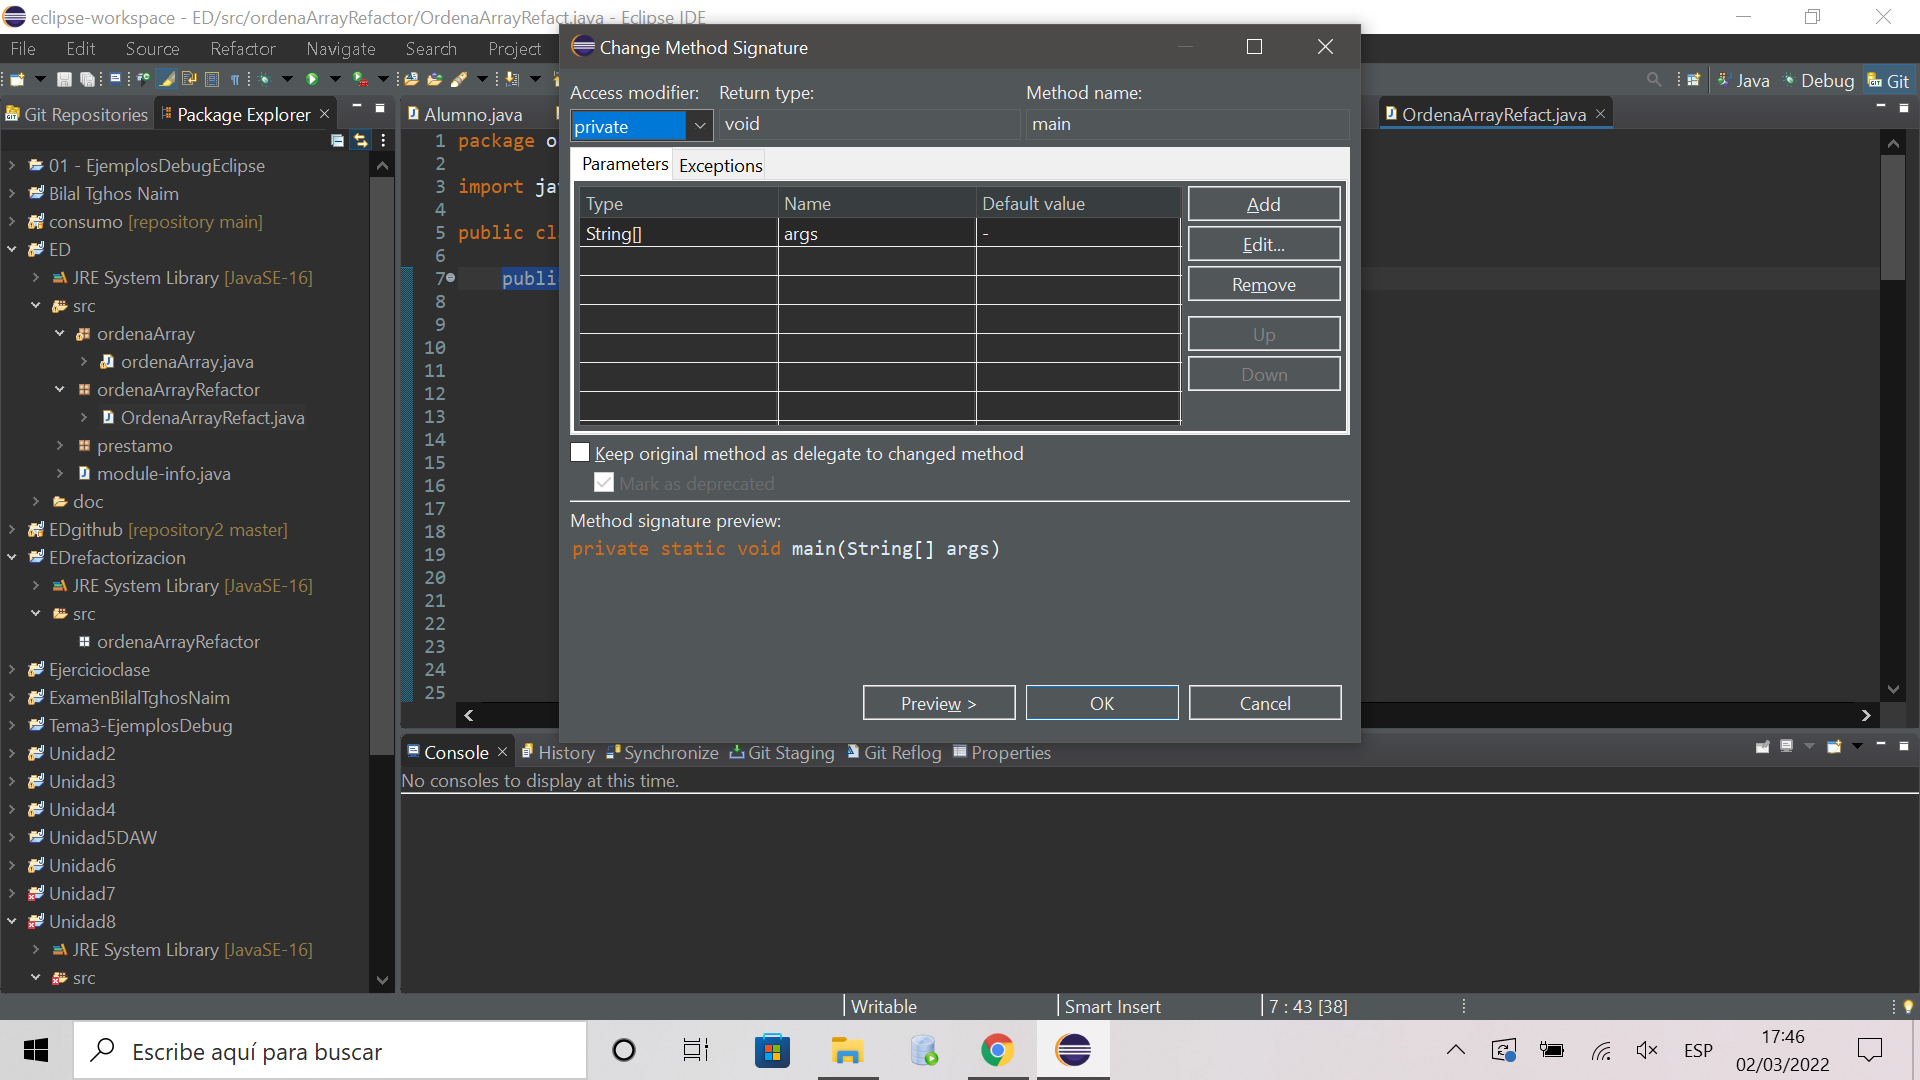 eclipse-workspace - ED/src/ordenaArrayRefactor/OrdenaArrayRefact.java - Eclipse IDE
File Edit Source Refactor Navigate Search Project
Java Debug Git
Git Repositories Package Explorer
01 - EjemplosDebugEclipse
Bilal Tghos Naim
consumo [repository main]
ED
JRE System Library [JavaSE-16]
src
ordenaArray
ordenaArray.java
ordenaArrayRefactor
OrdenaArrayRefact.java
prestamo
module-info.java
doc
EDgithub [repository2 master]
EDrefactorizacion
JRE System Library [JavaSE-16]
src
ordenaArrayRefactor
Ejercicioclase
ExamenBilalTghosNaim
Tema3-EjemplosDebug
Unidad2
Unidad3
Unidad4
Unidad5DAW
Unidad6
Unidad7
Unidad8
JRE System Library [JavaSE-16]
src
Alumno.java
OrdenaArrayRefact.java
1 package o
2
3 import ja
4
5 public cl
6
7 publi
8
9
10
11
12
13
14
15
16
17
18
19
20
21
22
23
24
25
Change Method Signature
Access modifier: Return type: Method name:
private void main
Parameters Exceptions
Type Name Default value
String[] args -
Add
Edit...
Remove
Up
Down
Keep original method as delegate to changed method
Mark as deprecated
Method signature preview:
private static void main(String[] args)
Preview > OK Cancel
Console History Synchronize Git Staging Git Reflog Properties
No consoles to display at this time.
Writable Smart Insert 7 : 43 [38]
Escribe aquí para buscar
ESP
17:46
02/03/2022